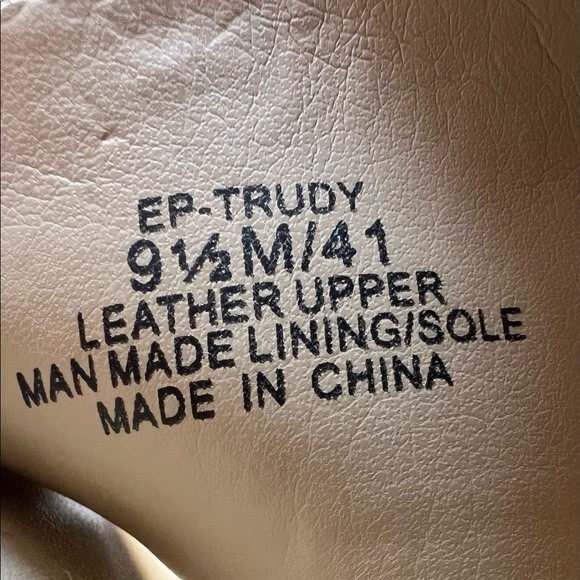 EP-TRUDY
9½M/41
LEATHER UPPER
MAN MADE LINING/SOLE
MADE IN CHINA